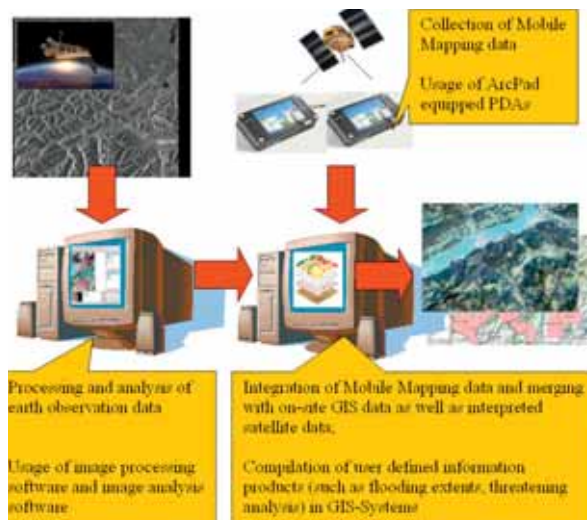 Collection of Mobile
Mapping data
Usage of ArcPad
equipped PDAs
Processing and analysis of
earth observation data
Usage of image processing
software and image analysis
software
Integration of Mobile Mapping data and merging
with on-site GIS data as well as interpreted
satellite data;
Compilation of user defined information
products (such as flooding extents, threatening
analysis) in GIS-Systems